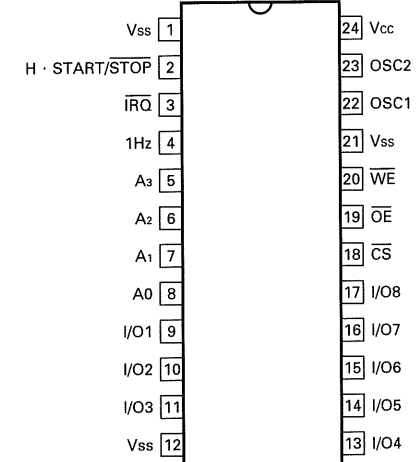 Vss 1 24 Vcc
H · START/STOP 2 23 OSC2
IRQ 3 22 OSC1
1Hz 4 21 Vss
A3 5 20 WE
A2 6 19 OE
A1 7 18 CS
A0 8 17 I/O8
I/O1 9 16 I/O7
I/O2 10 15 I/O6
I/O3 11 14 I/O5
Vss 12 13 I/O4